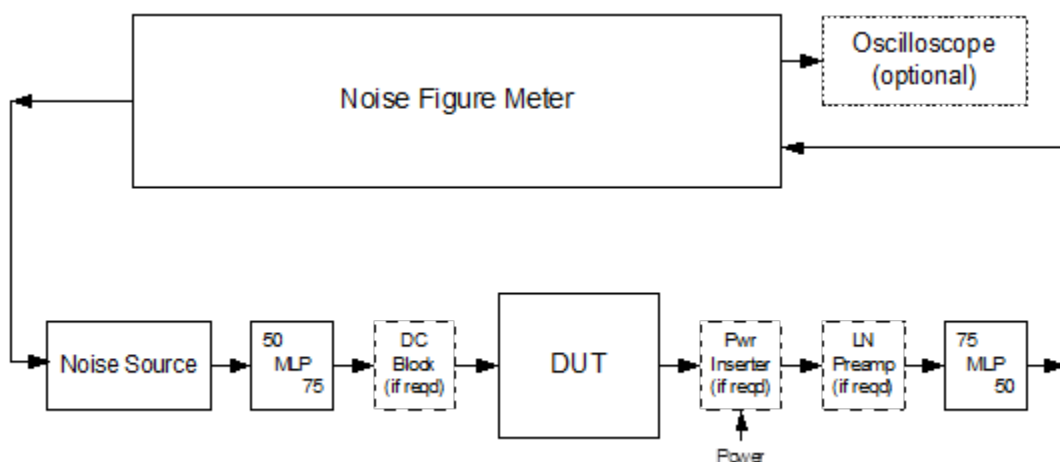 Noise Figure Meter
Oscilloscope
(optional)
Noise Source
50
MLP
75
DC
Block
(if reqd)
DUT
Pwr
Inserter
(if reqd)
LN
Preamp
(if reqd)
75
MLP
50
Power